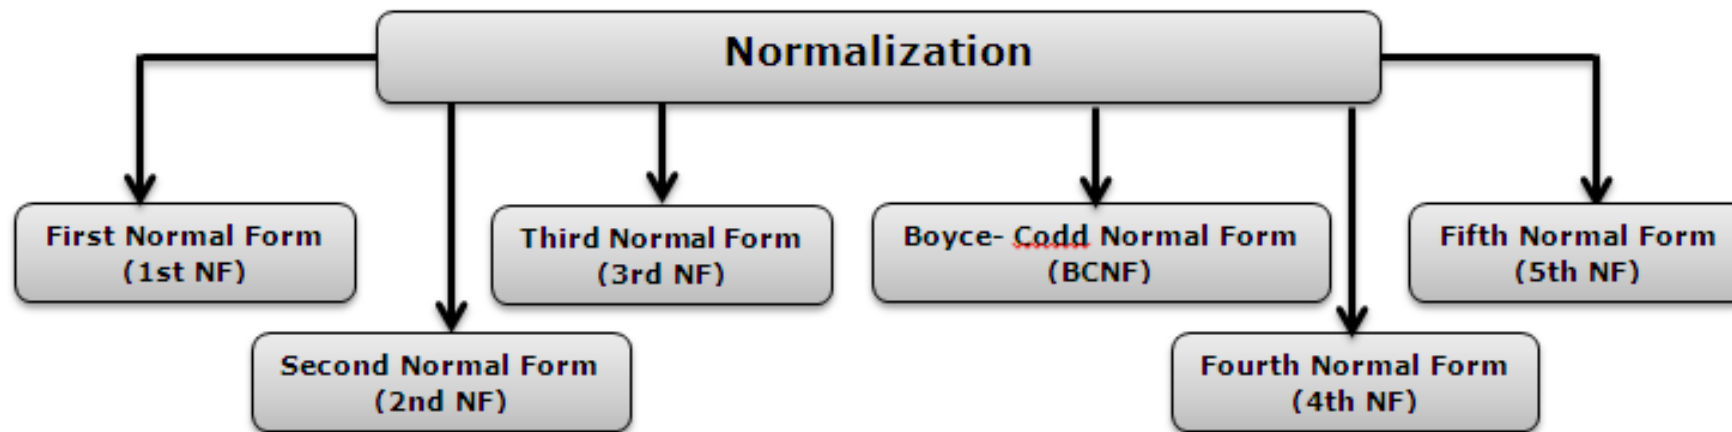 Normalization
First Normal Form
(1st NF)
Second Normal Form
(2nd NF)
Third Normal Form
(3rd NF)
Boyce- Codd Normal Form
(BCNF)
Fourth Normal Form
(4th NF)
Fifth Normal Form
(5th NF)